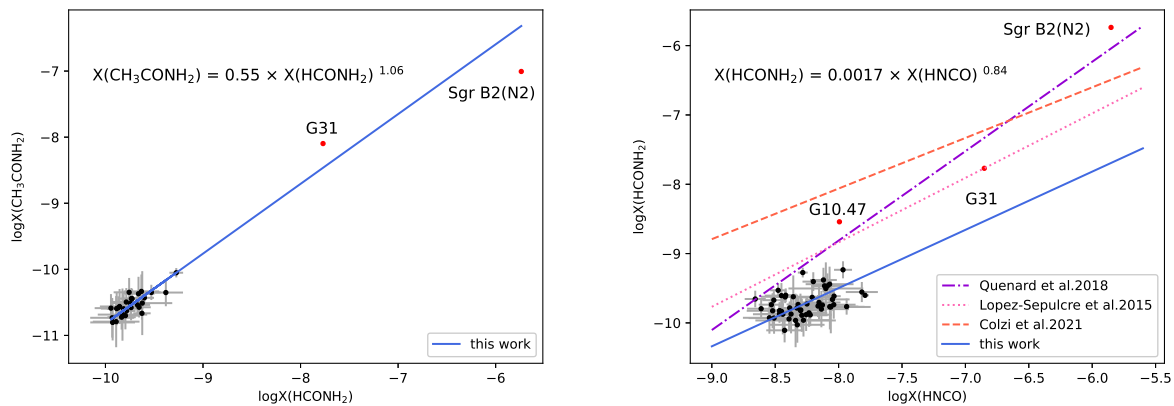 X(CH₃CONH₂) = 0.55 × X(HCONH₂) ^1.06
Sgr B2(N2)
G31
−7
−8
−9
−10
−11
−10
−9
−8
−7
−6
logX(CH₃CONH₂)
logX(HCONH₂)
this work
Sgr B2(N2)
X(HCONH₂) = 0.0017 × X(HNCO) ^0.84
G31
G10.47
−6
−7
−8
−9
−10
−9.0
−8.5
−8.0
−7.5
−7.0
−6.5
−6.0
−5.5
logX(HCONH₂)
logX(HNCO)
Quenard et al.2018
Lopez-Sepulcre et al.2015
Colzi et al.2021
this work